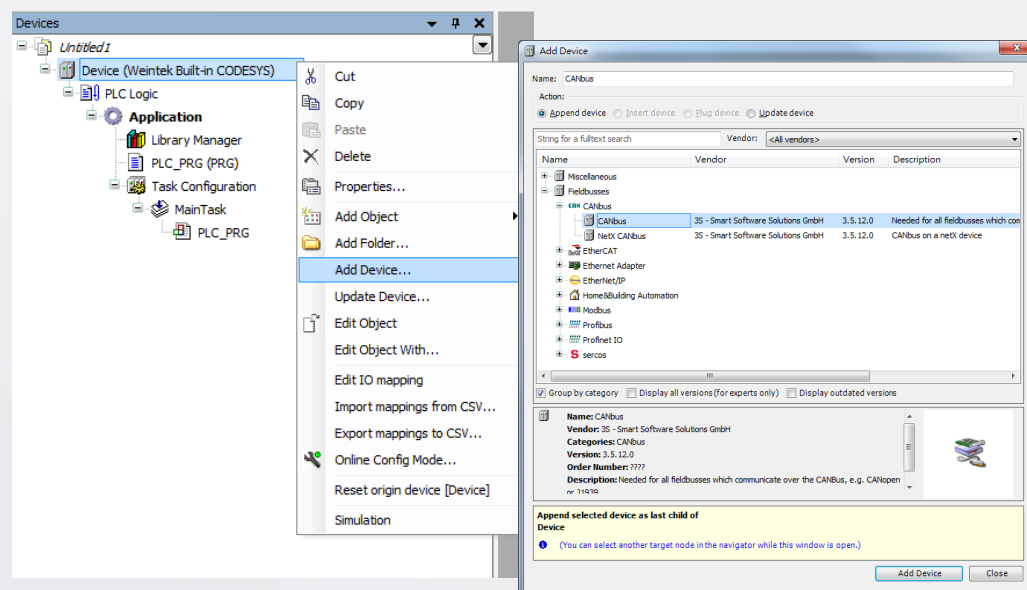 Devices
Untitled1
Device (Weintek Built-in CODESYS)
PLC Logic
Application
Library Manager
PLC_PRG (PRG)
Task Configuration
MainTask
PLC_PRG
Cut
Copy
Paste
Delete
Properties...
Add Object
Add Folder...
Add Device...
Update Device...
Edit Object
Edit Object With...
Edit IO mapping
Import mappings from CSV...
Export mappings to CSV...
Online Config Mode...
Reset origin device [Device]
Simulation
Add Device
Name: CANbus
Action:
Append device Insert device Plug device Update device
String for a fulltext search Vendor: <All vendors>
Name Vendor Version Description
Miscellaneous
Fieldbusses
CAN CANbus
CANbus 3S - Smart Software Solutions GmbH 3.5.12.0 Needed for all fieldbusses which con
NetX CANbus 3S - Smart Software Solutions GmbH 3.5.12.0 CANbus on a netX device
EtherCAT
Ethernet Adapter
EtherNet/IP
Home&Building Automation
Modbus
Profibus
Profinet IO
S sercos
Group by category Display all versions (for experts only) Display outdated versions
Name: CANbus
Vendor: 3S - Smart Software Solutions GmbH
Categories: CANbus
Version: 3.5.12.0
Order Number: ????
Description: Needed for all fieldbusses which communicate over the CANBus, e.g. CANopen
or J1939
Append selected device as last child of
Device
(You can select another target node in the navigator while this window is open.)
Add Device Close